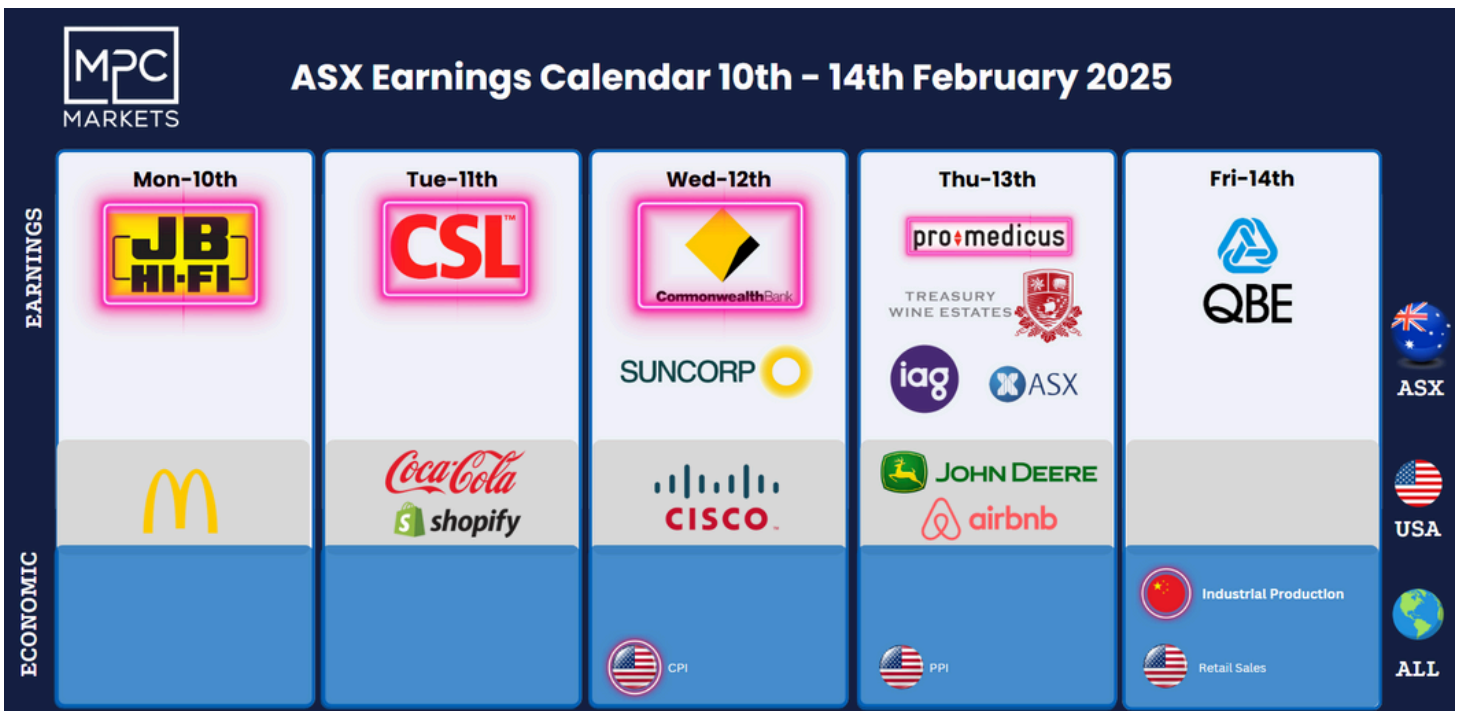 MPC
MARKETS
ASX Earnings Calendar 10th - 14th February 2025
EARNINGS
Mon-10th
Tue-11th
Wed-12th
Thu-13th
Fri-14th
JB
HI-FI
CSL™
CommonwealthBank
SUNCORP
pro medicus
TREASURY
WINE ESTATES
iag
ASX
QBE
ASX
Coca-Cola
shopify
CISCO™
JOHN DEERE
airbnb
USA
ECONOMIC
CPI
PPI
Industrial Production
Retail Sales
ALL